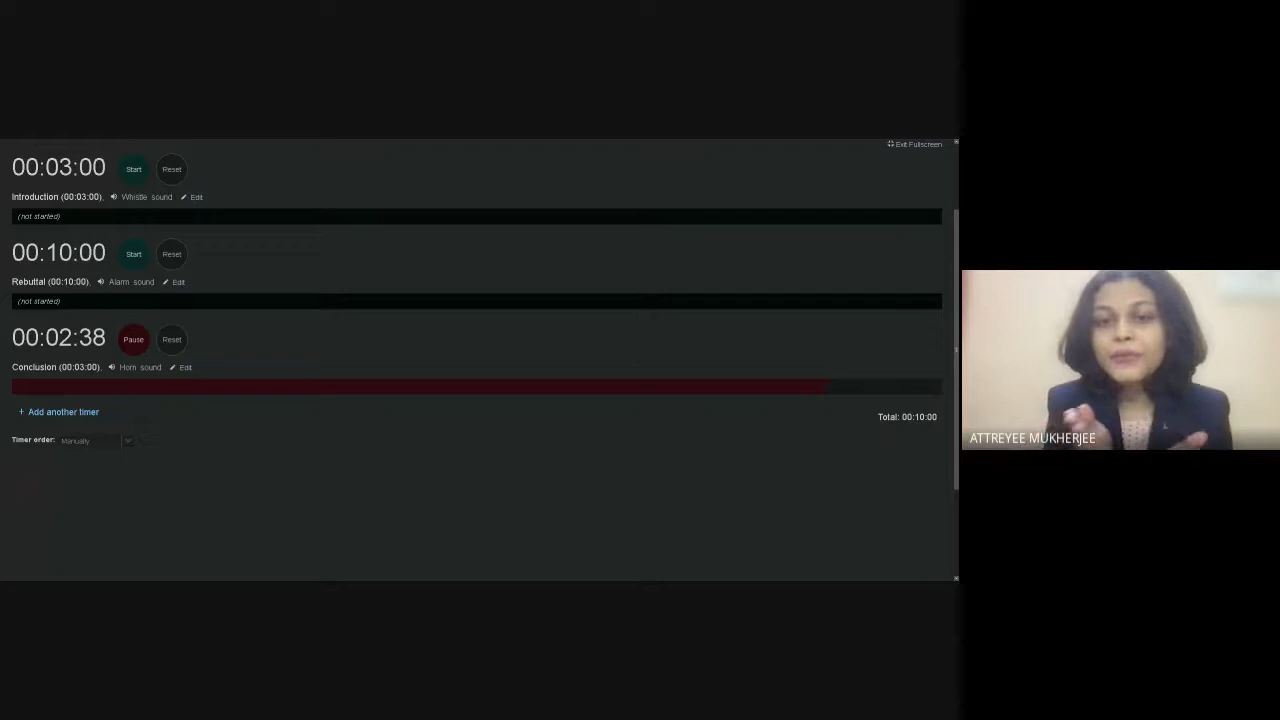 Exit Fullscreen
00:03:00 Start Reset
Introduction (00:03:00), Whistle sound Edit
(not started)
00:10:00 Start Reset
Rebuttal (00:10:00), Alarm sound Edit
(not started)
00:02:38 Pause Reset
Conclusion (00:03:00), Horn sound Edit
+ Add another timer
Total: 00:10:00
Timer order: Manually
ATTREYEE MUKHERJEE